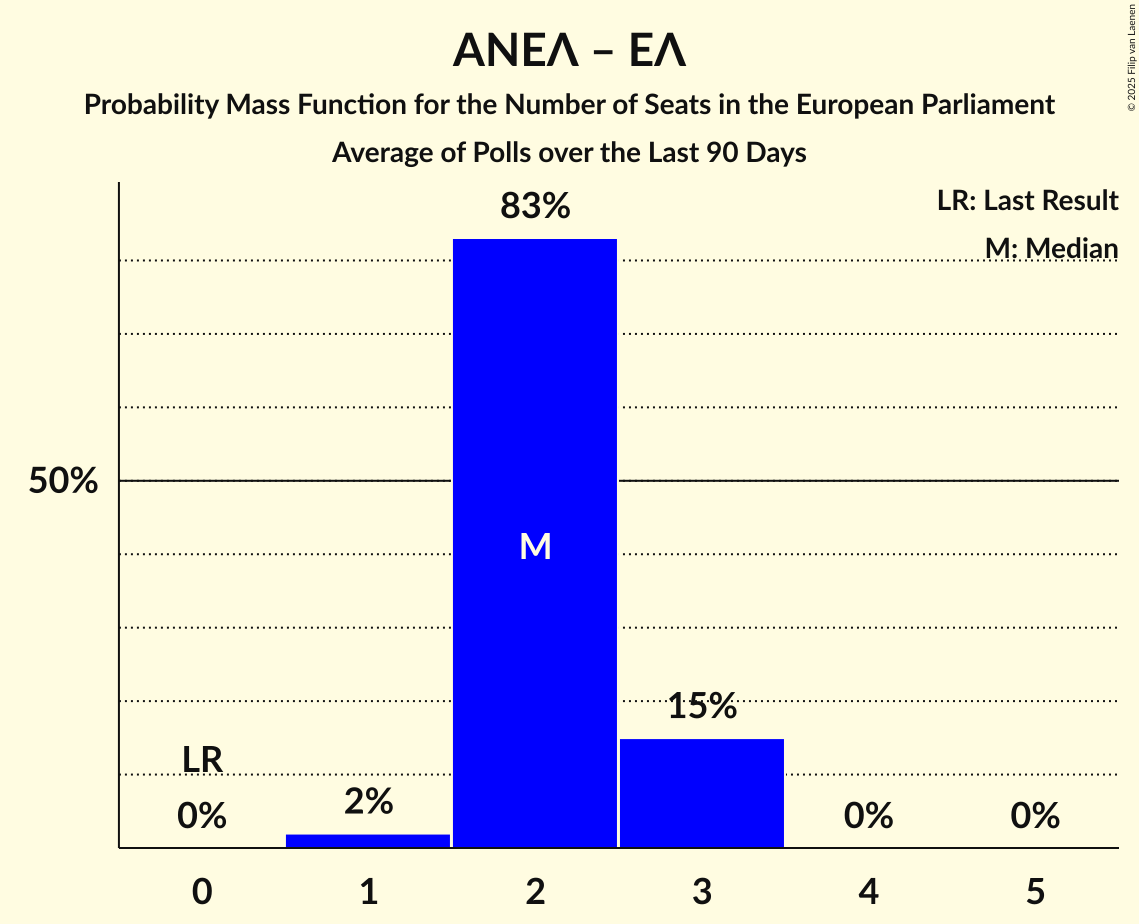 ΑΝΕΛ – ΕΛ
Probability Mass Function for the Number of Seats in the European Parliament
Average of Polls over the Last 90 Days
© 2025 Filip van Laenen
LR: Last Result
M: Median
83%
50%
M
15%
LR
0%
2%
0%
0%
0
1
2
3
4
5